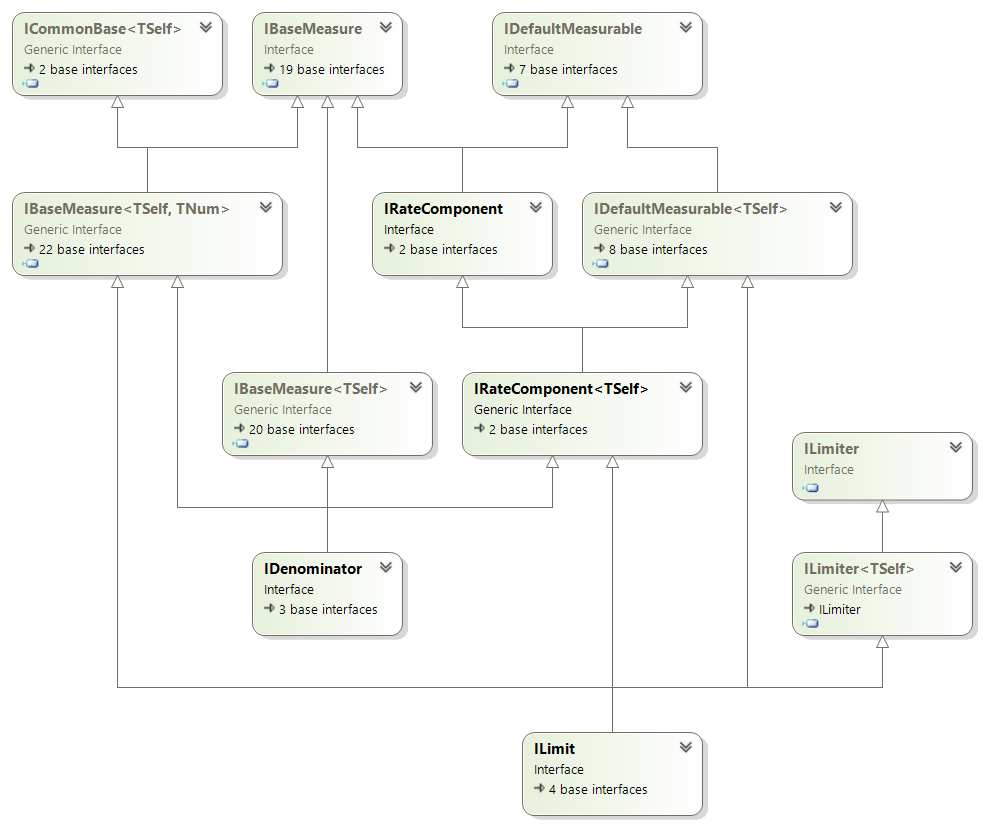 ICommonBase<TSelf>
Generic Interface
2 base interfaces
IBaseMeasure
Interface
19 base interfaces
IDefaultMeasurable
Interface
7 base interfaces
IBaseMeasure<TSelf, TNum>
Generic Interface
22 base interfaces
IRateComponent
Interface
2 base interfaces
IDefaultMeasurable<TSelf>
Generic Interface
8 base interfaces
IBaseMeasure<TSelf>
Generic Interface
20 base interfaces
IRateComponent<TSelf>
Generic Interface
2 base interfaces
ILimiter
Interface
IDenominator
Interface
3 base interfaces
ILimiter<TSelf>
Generic Interface
ILimiter
ILimit
Interface
4 base interfaces